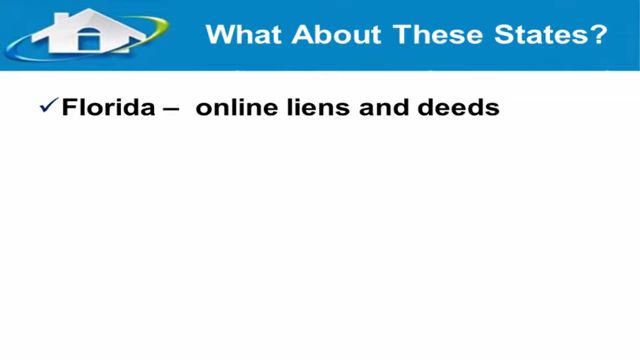 What About These States?
Florida – online liens and deeds